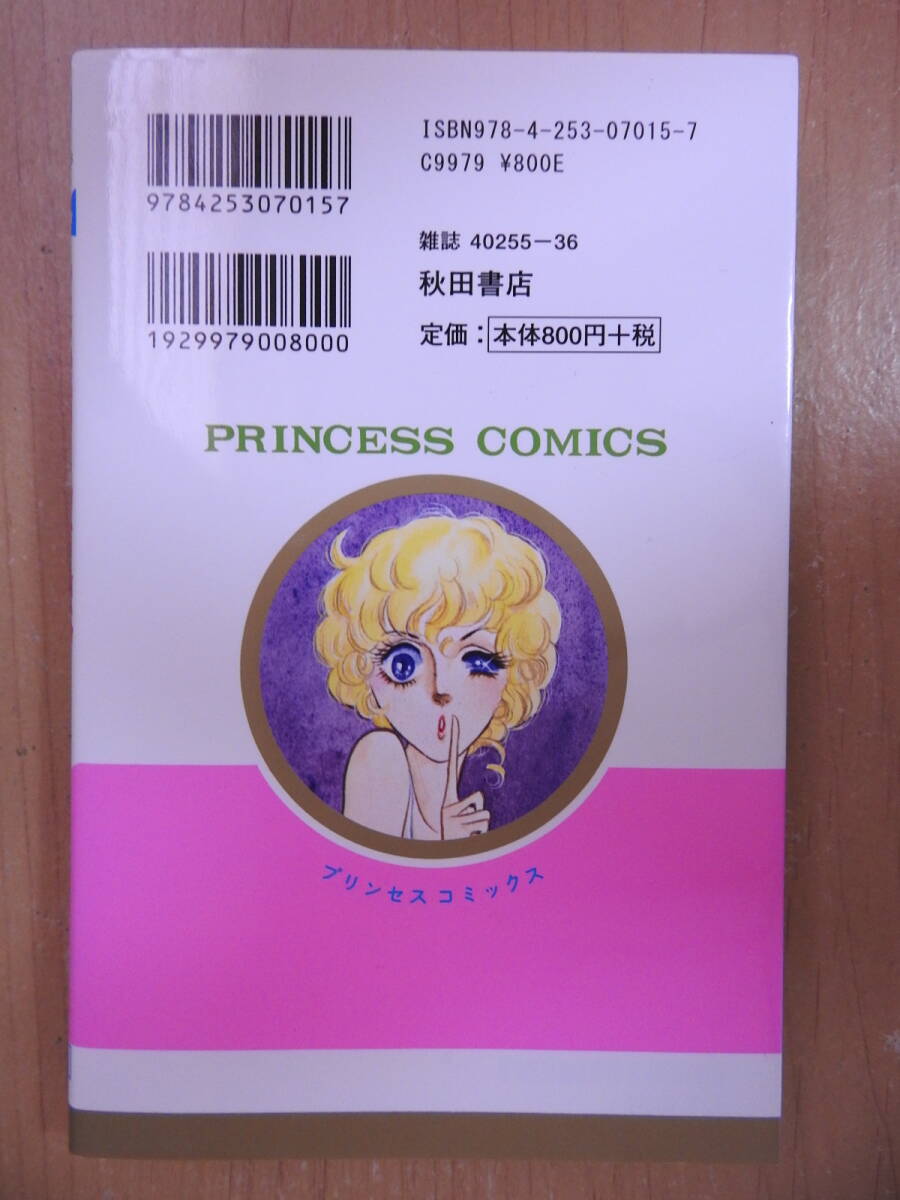 9784253070157
ISBN978-4-253-07015-7
C9979 ¥800E
1929979008000
雑誌 40255-36
秋田書店
定価：本体800円＋税
PRINCESS COMICS
プリンセスコミックス